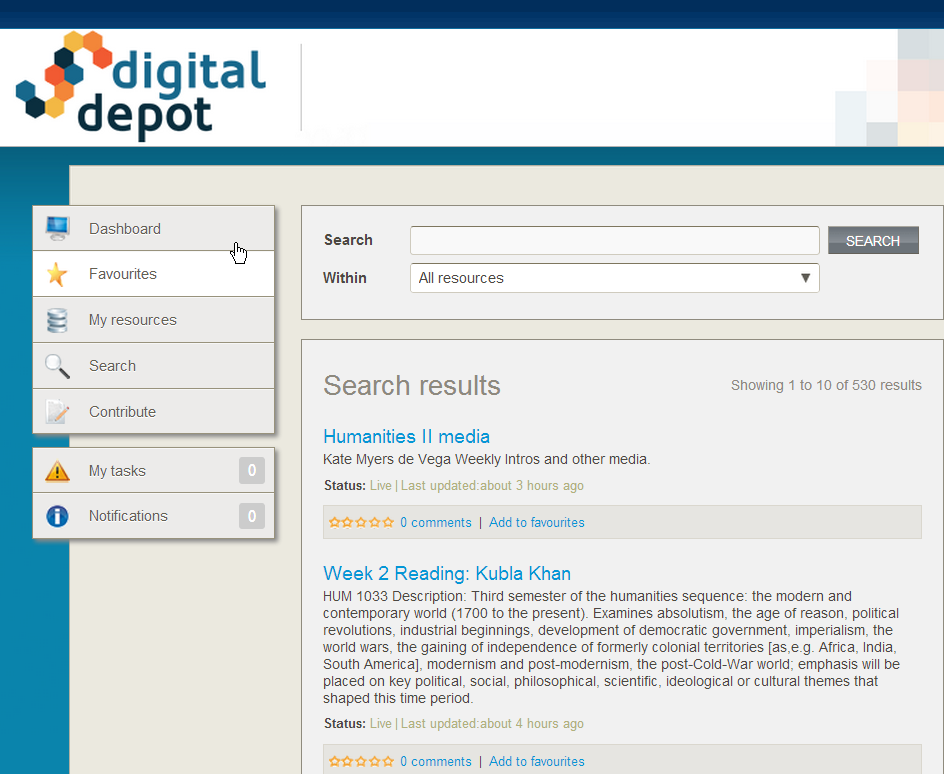 digital
depot
Dashboard
Favourites
My resources
Search
Contribute
My tasks 0
Notifications 0
Search
SEARCH
Within
All resources
Search results
Showing 1 to 10 of 530 results
Humanities II media
Kate Myers de Vega Weekly Intros and other media.
Status: Live | Last updated:about 3 hours ago
0 comments | Add to favourites
Week 2 Reading: Kubla Khan
HUM 1033 Description: Third semester of the humanities sequence: the modern and
contemporary world (1700 to the present). Examines absolutism, the age of reason, political
revolutions, industrial beginnings, development of democratic government, imperialism, the
world wars, the gaining of independence of formerly colonial territories [as,e.g. Africa, India,
South America], modernism and post-modernism, the post-Cold-War world; emphasis will be
placed on key political, social, philosophical, scientific, ideological or cultural themes that
shaped this time period.
Status: Live | Last updated:about 4 hours ago
0 comments | Add to favourites